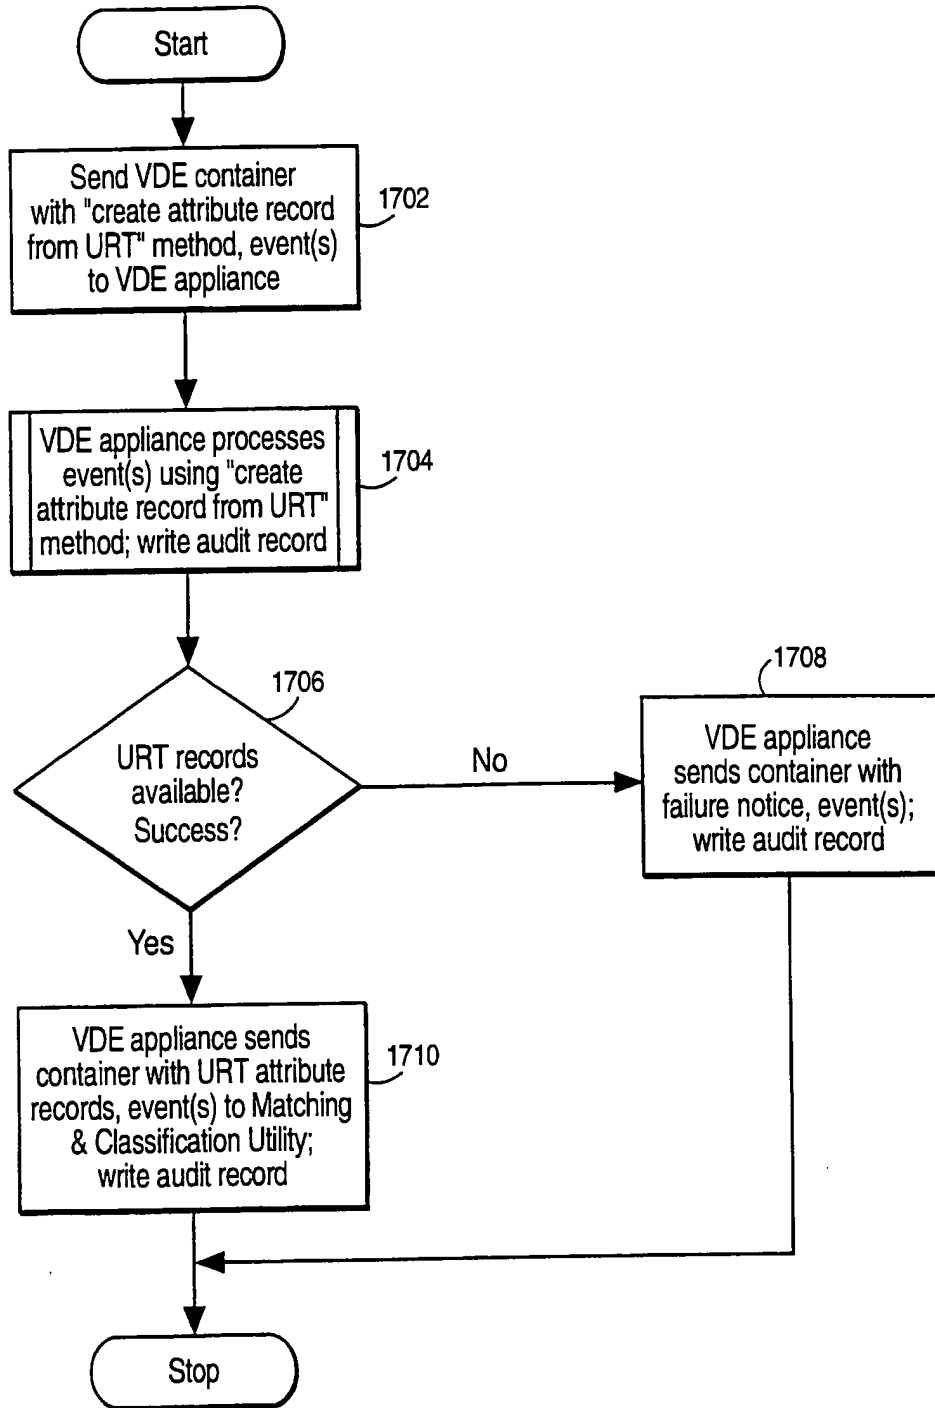 Start
Send VDE container
with "create attribute record
from URT" method, event(s)
to VDE appliance
1702
VDE appliance processes
event(s) using "create
attribute record from URT"
method; write audit record
1704
1706
URT records
available?
Success?
No
1708
VDE appliance
sends container with
failure notice, event(s);
write audit record
Yes
VDE appliance sends
container with URT attribute
records, event(s) to Matching
& Classification Utility;
write audit record
1710
Stop